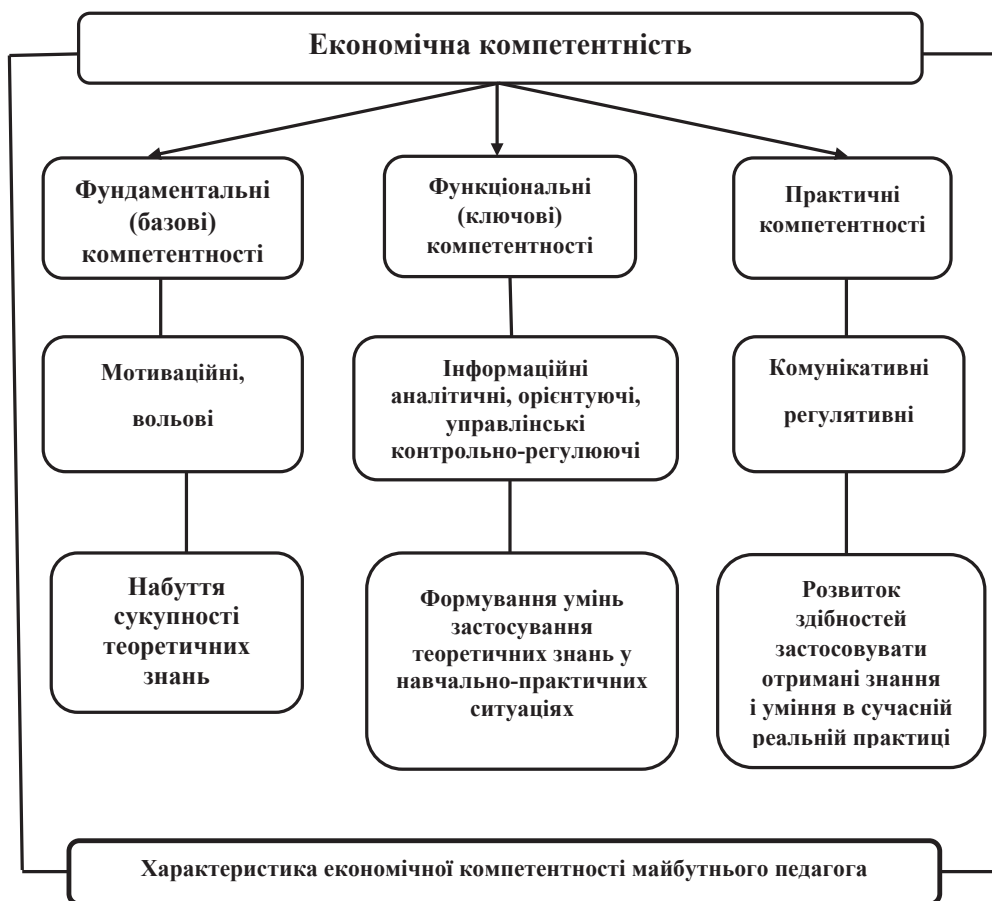 Економічна компетентність
Фундаментальні
(базові)
компетентності
Функціональні
(ключові)
компетентності
Практичні
компетентності
Мотиваційні,
вольові
Інформаційні
аналітичні, орієнтуючі,
управлінські
контрольно-регулюючі
Комунікативні
регулятивні
Набуття
сукупності
теоретичних
знань
Формування умінь
застосування
теоретичних знань у
навчально-практичних
ситуаціях
Розвиток
здібностей
застосовувати
отримані знання
і уміння в сучасній
реальній практиці
Характеристика економічної компетентності майбутнього педагога